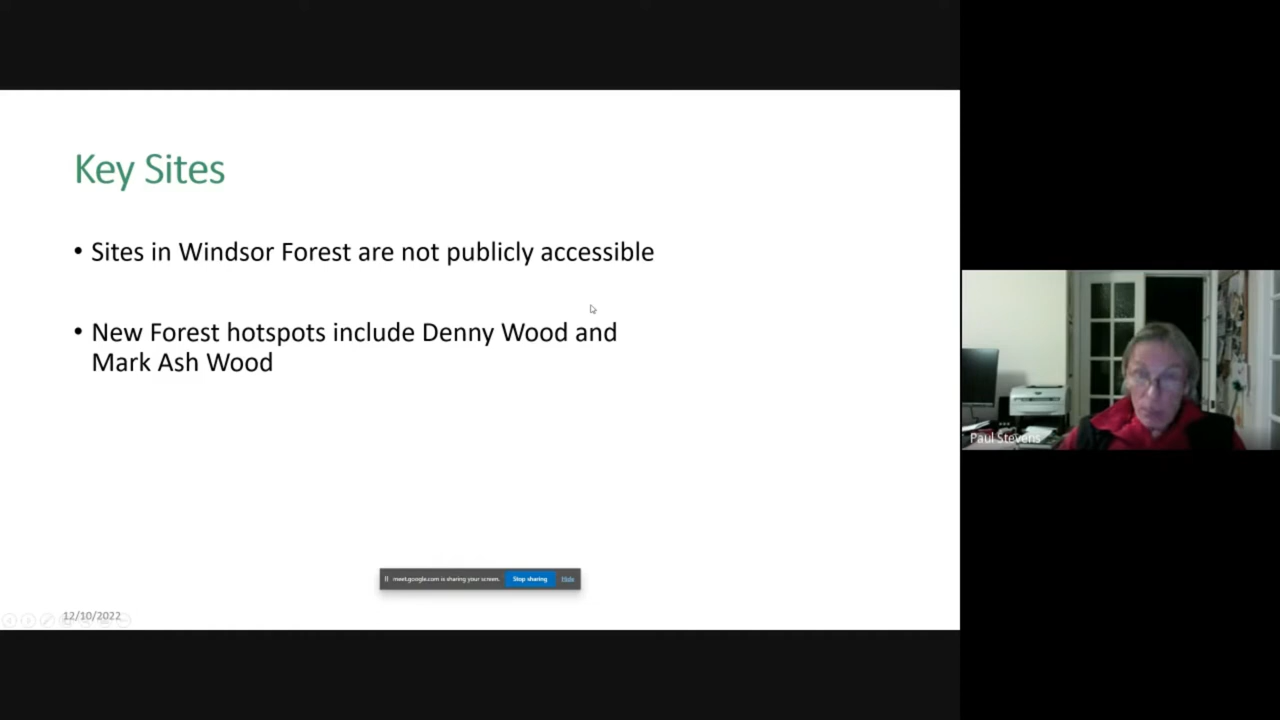 Key Sites
• Sites in Windsor Forest are not publicly accessible
• New Forest hotspots include Denny Wood and
Mark Ash Wood
meet.google.com is sharing your screen.
Stop sharing
Hide
12/10/2022
Paul Stevens